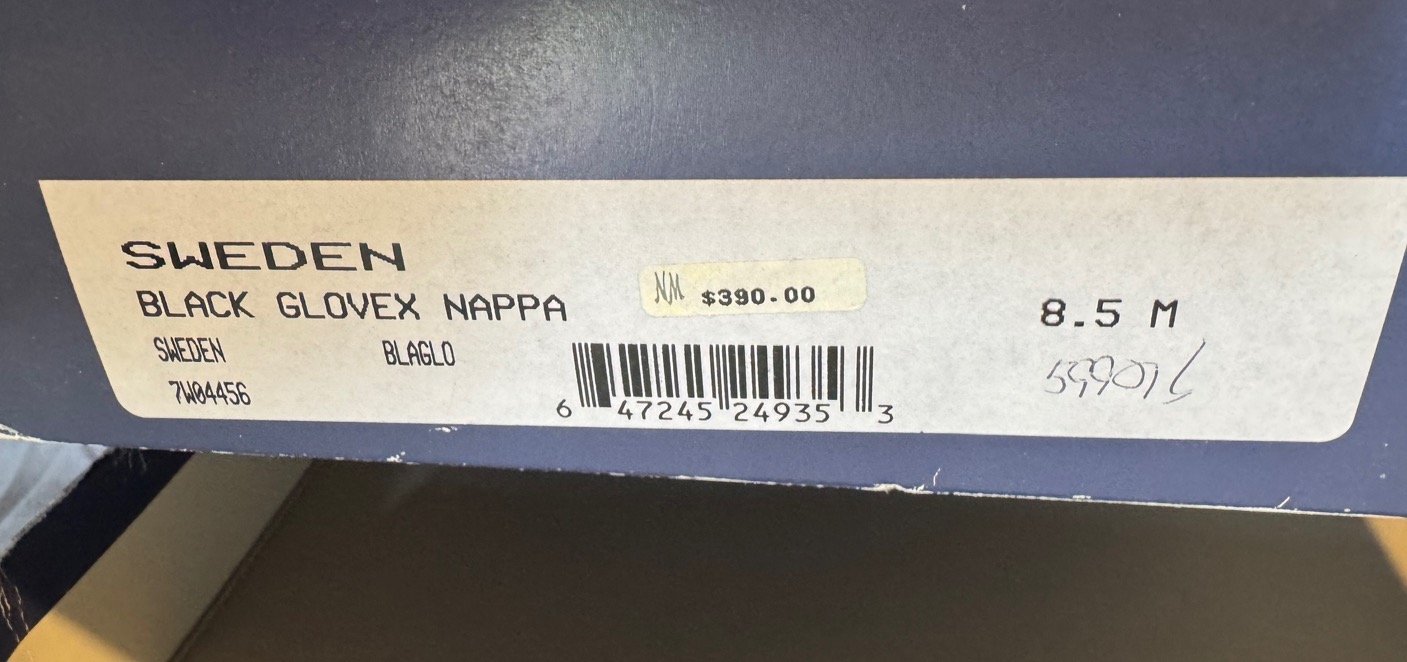 SWEDEN
BLACK GLOVEX NAPPA
NM $390.00
8.5 M
SWEDEN BLAGLO
7W04456
6 47245 24935 3